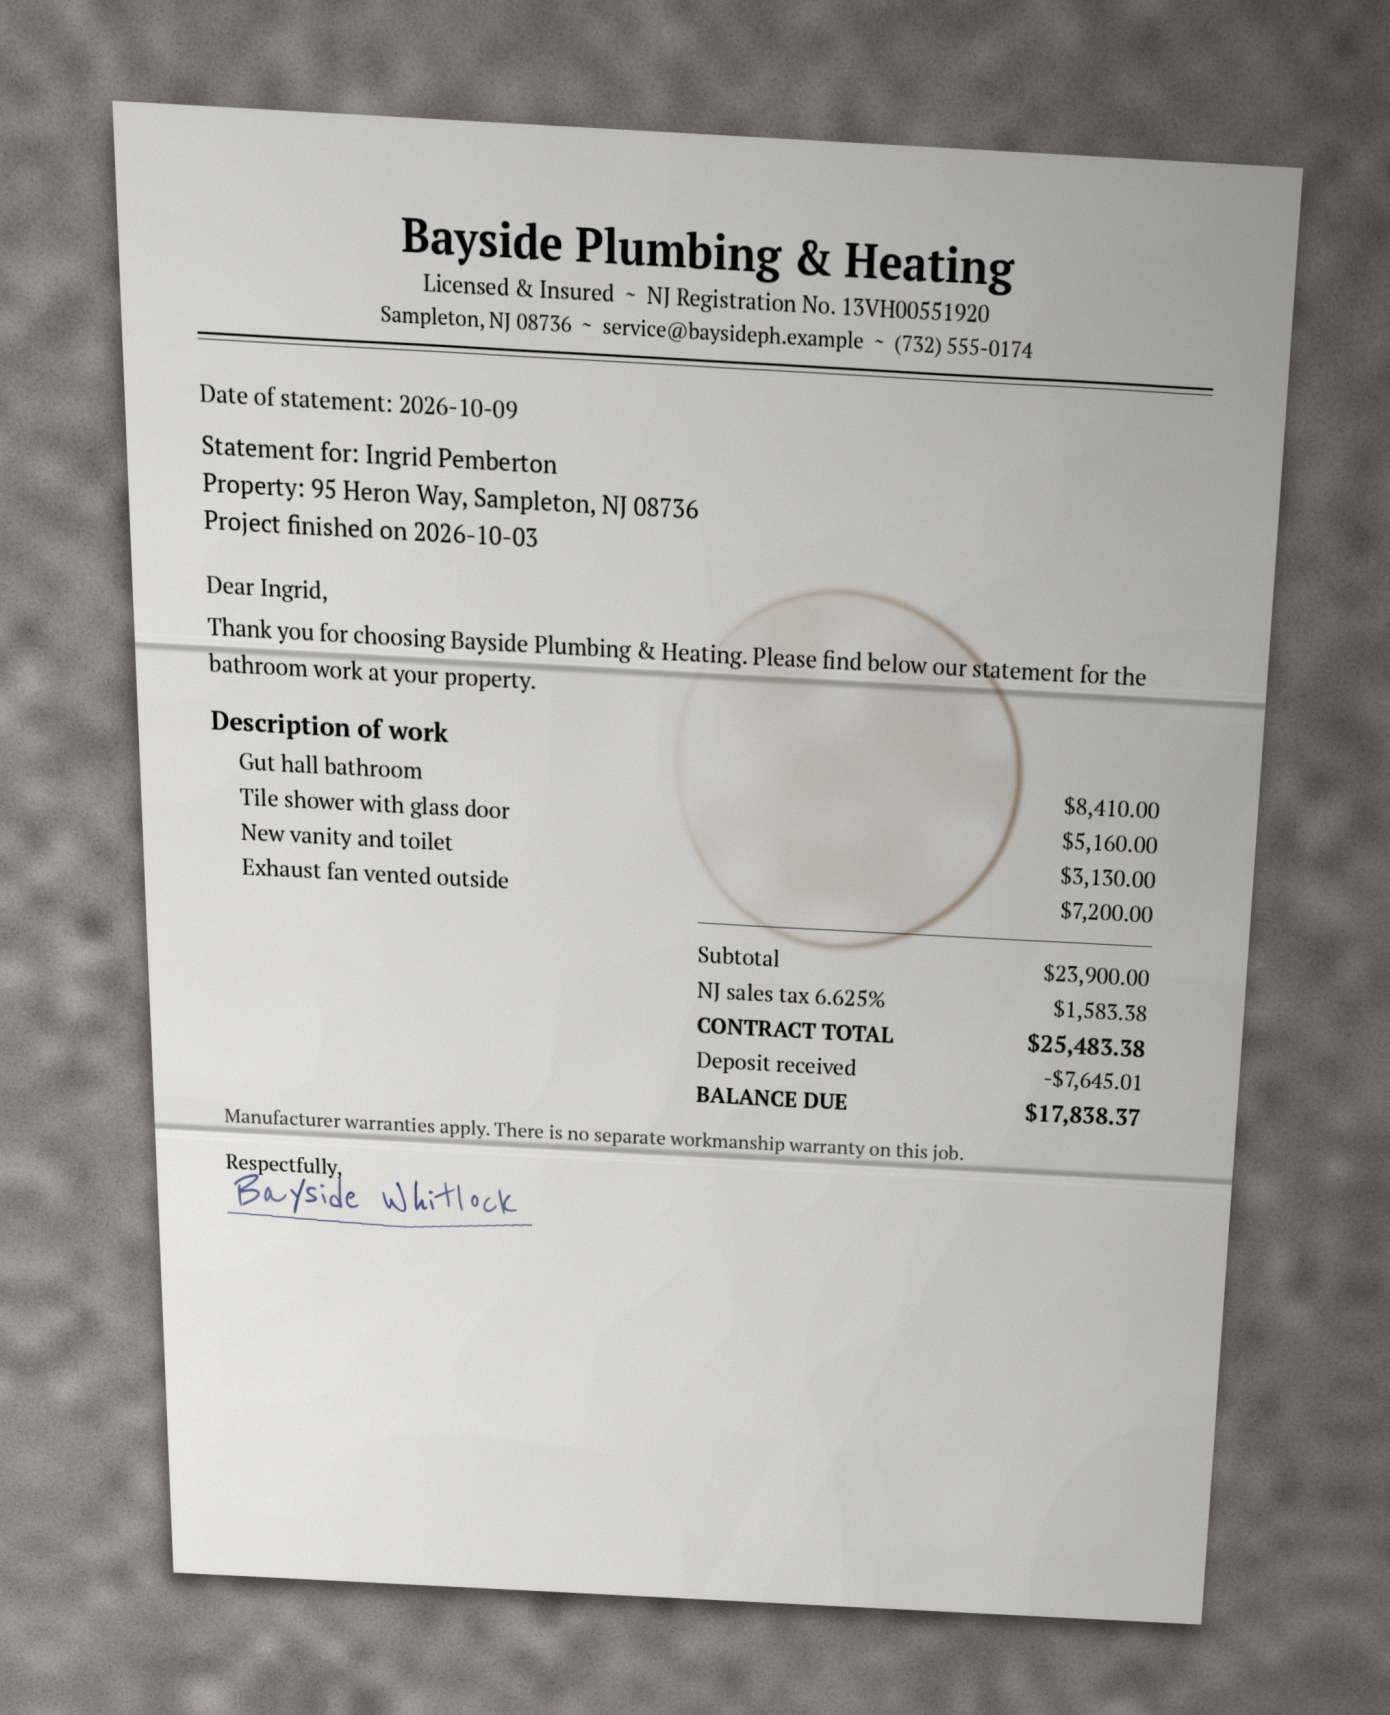 Bayside Plumbing & Heating
Licensed & Insured ~ NJ Registration No. 13VH00551920
Sampleton, NJ 08736 ~ service@baysideph.example ~ (732) 555-0174
Date of statement: 2026-10-09
Statement for: Ingrid Pemberton
Property: 95 Heron Way, Sampleton, NJ 08736
Project finished on 2026-10-03
Dear Ingrid,
Thank you for choosing Bayside Plumbing & Heating. Please find below our statement for the
bathroom work at your property.
Description of work
Gut hall bathroom $8,410.00
Tile shower with glass door $5,160.00
New vanity and toilet $3,130.00
Exhaust fan vented outside $7,200.00
Subtotal $23,900.00
NJ sales tax 6.625% $1,583.38
CONTRACT TOTAL $25,483.38
Deposit received -$7,645.01
BALANCE DUE $17,838.37
Manufacturer warranties apply. There is no separate workmanship warranty on this job.
Respectfully,
Bayside Whitlock